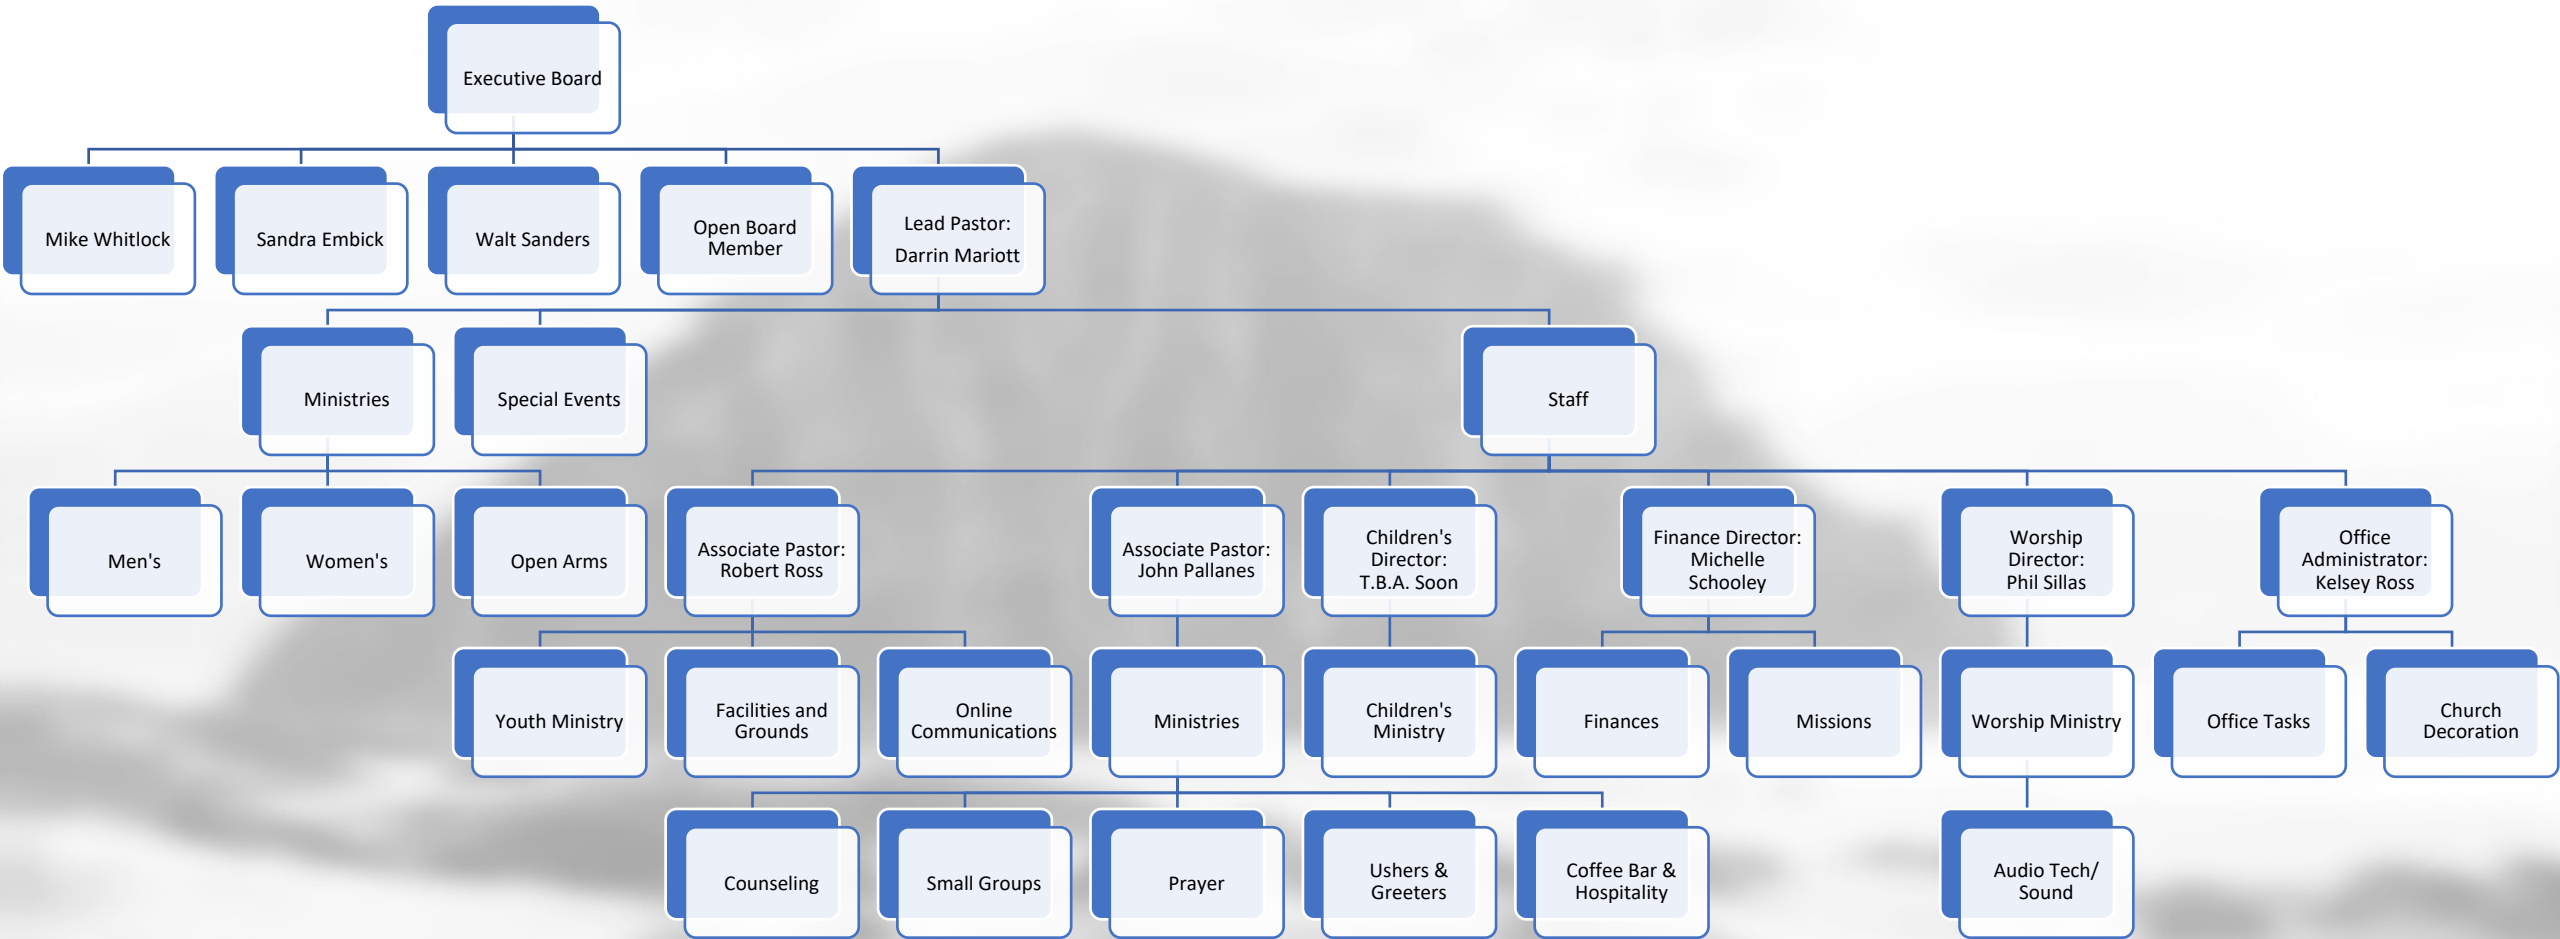 Executive Board
Mike Whitlock
Sandra Embick
Walt Sanders
Open Board
Member
Lead Pastor:
Darrin Mariott
Ministries
Special Events
Staff
Men's
Women's
Open Arms
Associate Pastor:
Robert Ross
Associate Pastor:
John Pallanes
Children's
Director:
T.B.A. Soon
Finance Director:
Michelle
Schooley
Worship
Director:
Phil Sillas
Office
Administrator:
Kelsey Ross
Youth Ministry
Facilities and
Grounds
Online
Communications
Ministries
Children's
Ministry
Finances
Missions
Worship Ministry
Office Tasks
Church
Decoration
Counseling
Small Groups
Prayer
Ushers &
Greeters
Coffee Bar &
Hospitality
Audio Tech/
Sound